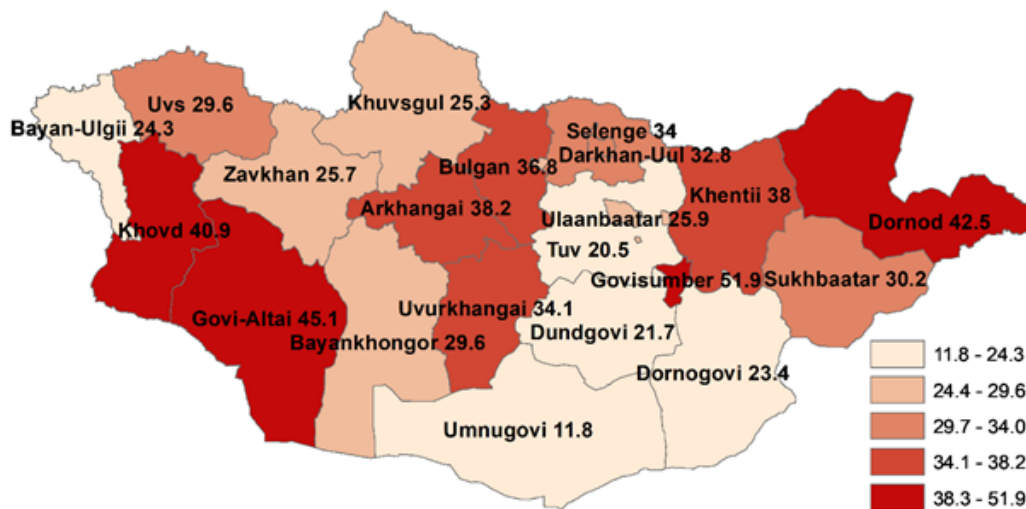 Khuvsgul 25.3
Uvs 29.6
Bayan-Ulgii 24.3
Selenge 34
Darkhan-Uul 32.8
Bulgan 36.8
Zavkhan 25.7
Khentii 38
Arkhangai 38.2
Ulaanbaatar 25.9
Dornod 42.5
Khovd 40.9
Tuv 20.5
Govisumber 51.9
Sukhbaatar 30.2
Uvurkhangai 34.1
Govi-Altai 45.1
Dundgovi 21.7
Bayankhongor 29.6
Dornogovi 23.4
Umnugovi 11.8
11.8 - 24.3
24.4 - 29.6
29.7 - 34.0
34.1 - 38.2
38.3 - 51.9